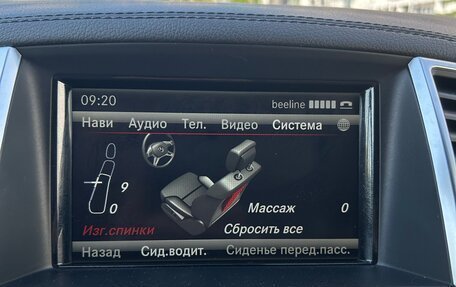 09:20 beeline
Нави Аудио Тел. Видео Система
9
0
Массаж 0
Изг.спинки Сбросить все
Назад Сид.водит. Сиденье перед.пасс.